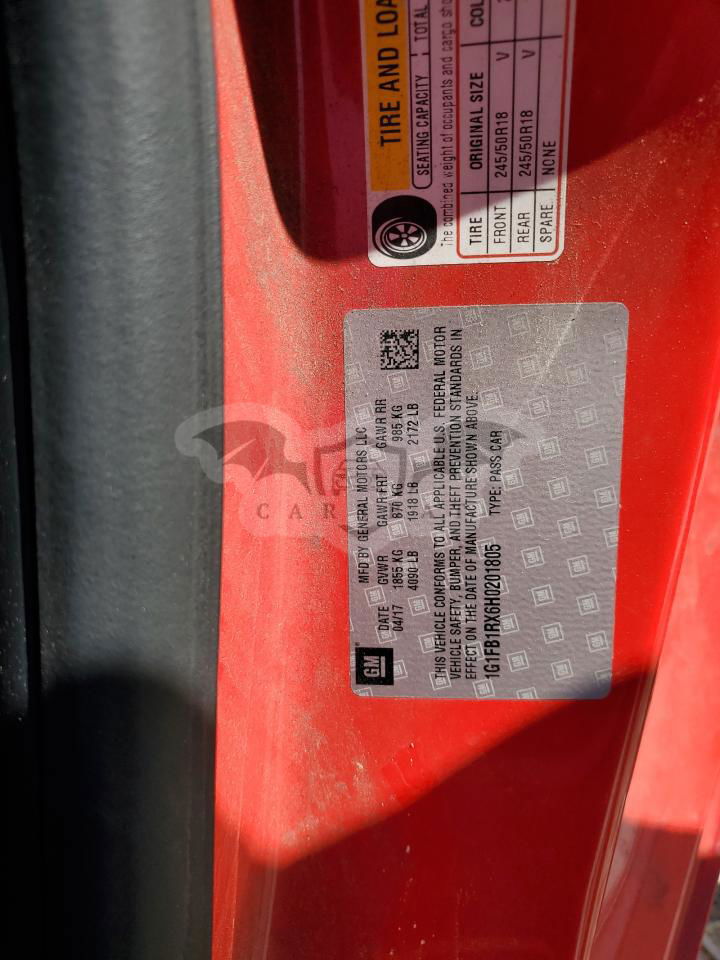 TIRE AND LOA
SEATING CAPACITY TOTAL
The combined weight of occupants and cargo sho
TIRE ORIGINAL SIZE COL
FRONT 245/50R18 V
REAR 245/50R18 V
SPARE NONE
GM
MFD BY GENERAL MOTORS LLC
DATE GVWR GAWR FRT GAWR RR
04/17 1855 KG 870 KG 985 KG
4090 LB 1918 LB 2172 LB
THIS VEHICLE CONFORMS TO ALL APPLICABLE U.S. FEDERAL MOTOR
VEHICLE SAFETY, BUMPER, AND THEFT PREVENTION STANDARDS IN
EFFECT ON THE DATE OF MANUFACTURE SHOWN ABOVE.
1G1FB1RX6H0201805 TYPE: PASS CAR